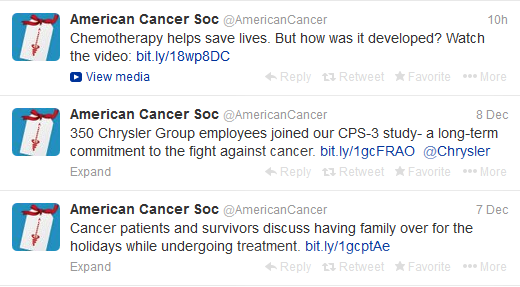 American Cancer Soc @AmericanCancer 10h
Chemotherapy helps save lives. But how was it developed? Watch
the video: bit.ly/18wp8DC
View media Reply Retweet Favorite More
American Cancer Soc @AmericanCancer 8 Dec
350 Chrysler Group employees joined our CPS-3 study- a long-term
commitment to the fight against cancer. bit.ly/1gcFRAO @Chrysler
Expand Reply Retweet Favorite More
American Cancer Soc @AmericanCancer 7 Dec
Cancer patients and survivors discuss having family over for the
holidays while undergoing treatment. bit.ly/1gcptAe
Expand Reply Retweet Favorite More